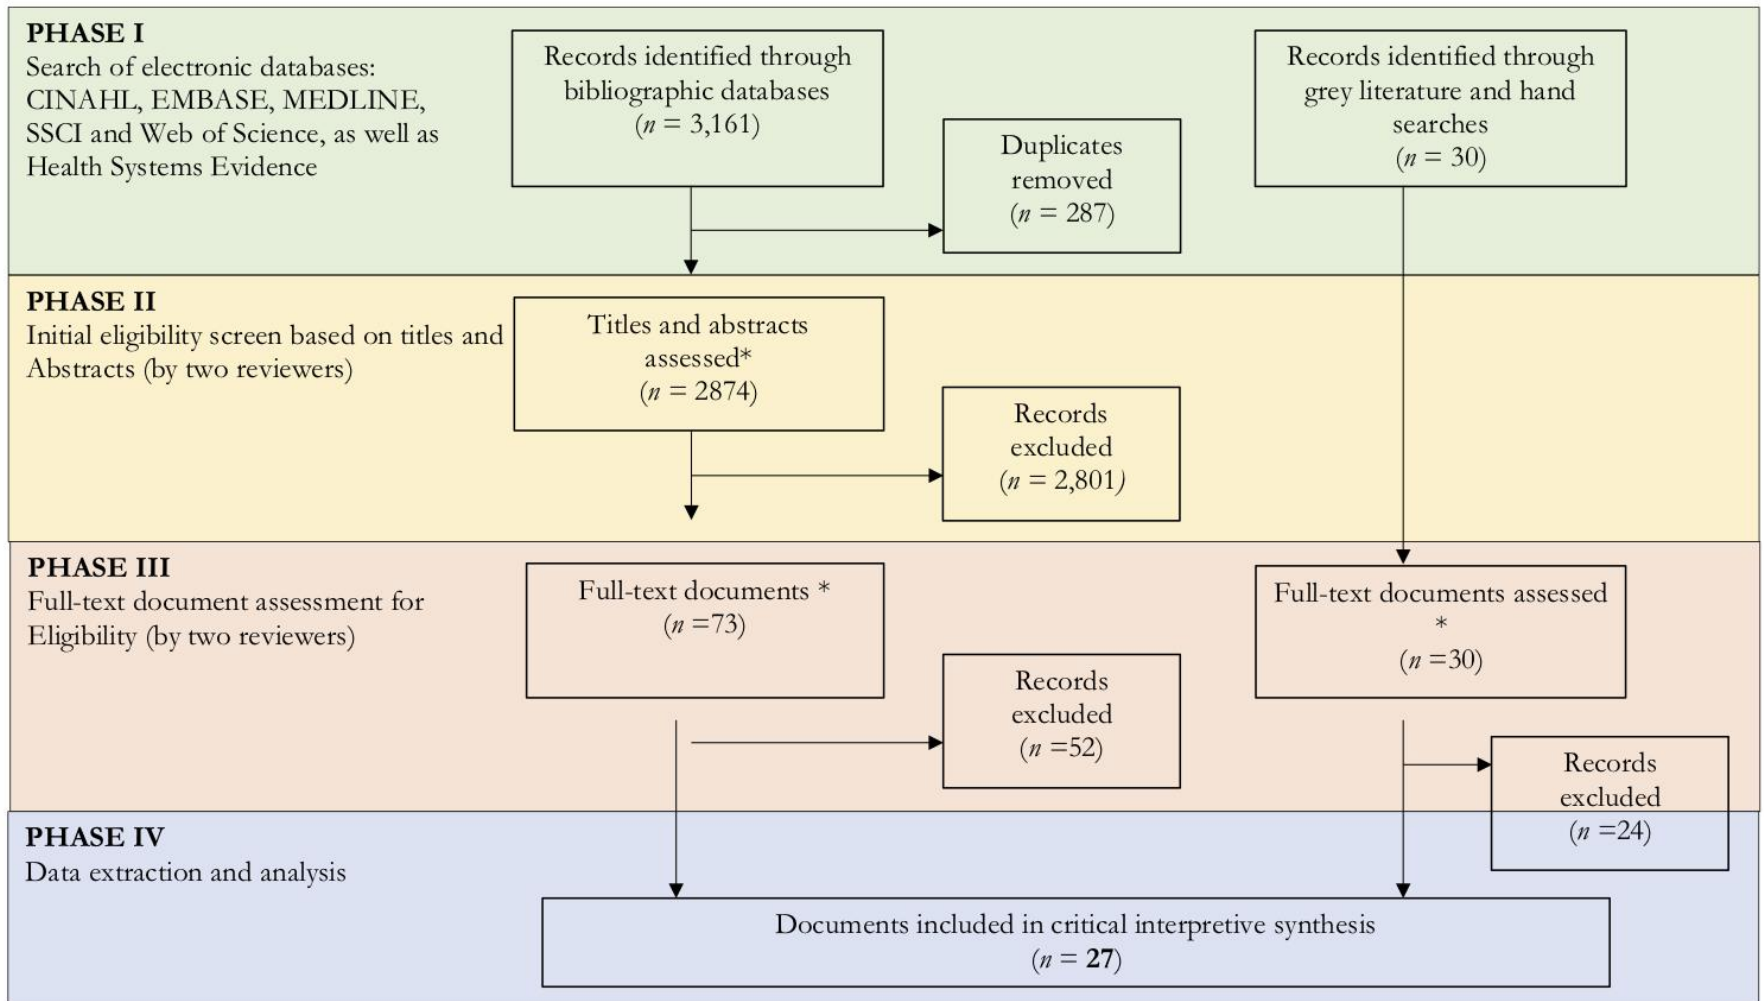 PHASE I
Search of electronic databases:
CINAHL, EMBASE, MEDLINE,
SSCI and Web of Science, as well as
Health Systems Evidence
Records identified through
bibliographic databases
(n = 3,161)
Duplicates
removed
(n = 287)
Records identified through
grey literature and hand
searches
(n = 30)
PHASE II
Initial eligibility screen based on titles and
Abstracts (by two reviewers)
Titles and abstracts
assessed*
(n = 2874)
Records
excluded
(n = 2,801)
PHASE III
Full-text document assessment for
Eligibility (by two reviewers)
Full-text documents *
(n =73)
Records
excluded
(n =52)
Full-text documents assessed
*
(n =30)
Records
excluded
(n =24)
PHASE IV
Data extraction and analysis
Documents included in critical interpretive synthesis
(n = 27)